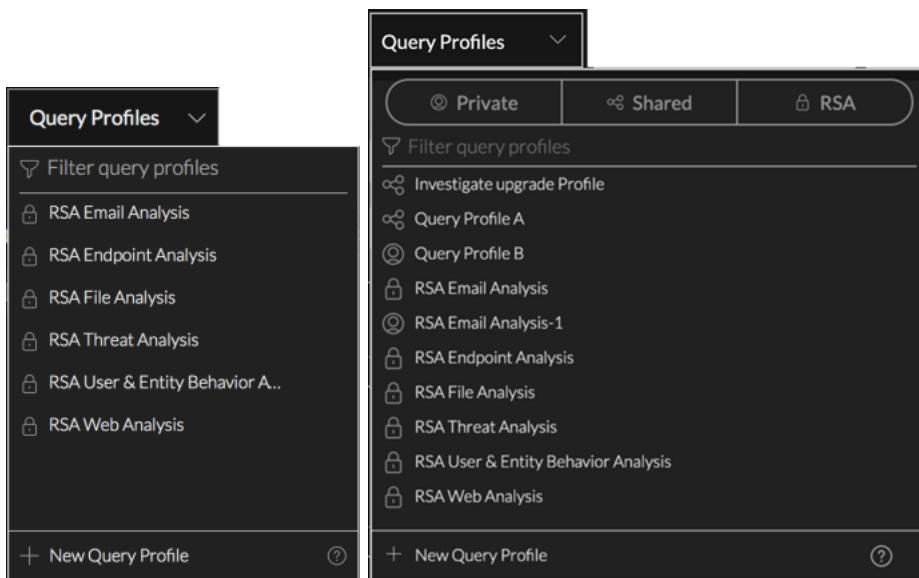 Query Profiles
Filter query profiles
RSA Email Analysis
RSA Endpoint Analysis
RSA File Analysis
RSA Threat Analysis
RSA User & Entity Behavior A...
RSA Web Analysis
New Query Profile
Query Profiles
Private Shared RSA
Filter query profiles
Investigate upgrade Profile
Query Profile A
Query Profile B
RSA Email Analysis
RSA Email Analysis-1
RSA Endpoint Analysis
RSA File Analysis
RSA Threat Analysis
RSA User & Entity Behavior Analysis
RSA Web Analysis
New Query Profile